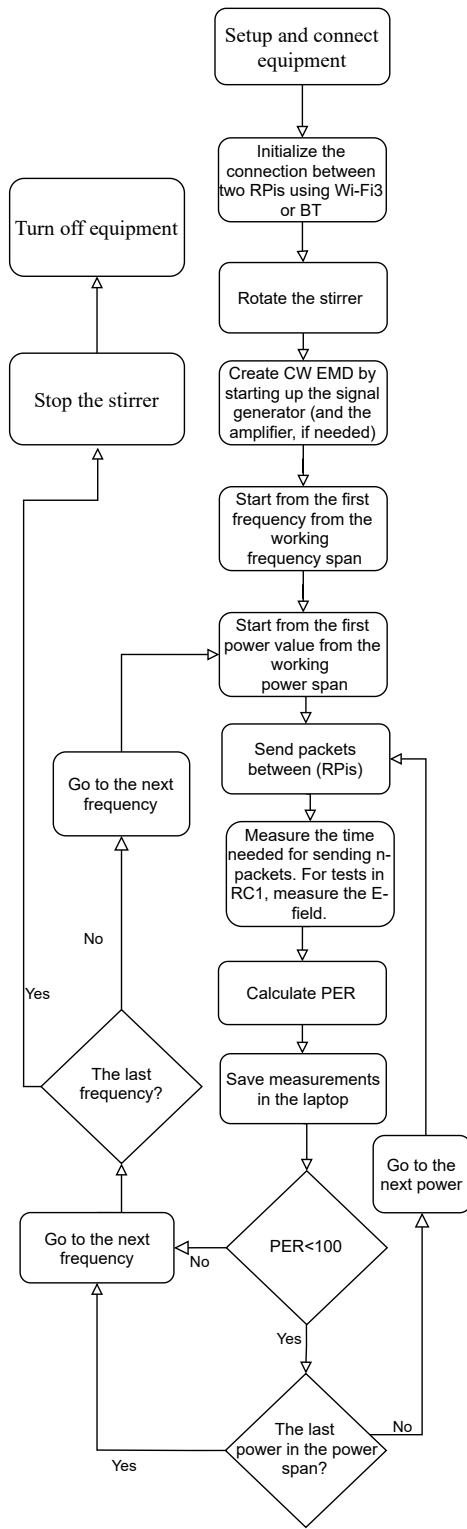 Setup and connect
equipment
Initialize the
connection between
two RPis using Wi-Fi3
or BT
Turn off equipment
Rotate the stirrer
Stop the stirrer
Create CW EMD by
starting up the signal
generator (and the
amplifier, if needed)
Start from the first
frequency from the
working
frequency span
Start from the first
power value from the
working
power span
Send packets
between (RPis)
Go to the next
frequency
Measure the time
needed for sending n-
packets. For tests in
RC1, measure the E-
field.
No
Yes
Calculate PER
The last
frequency?
Save measurements
in the laptop
Go to the
next power
Go to the next
frequency
No
PER<100
Yes
The last
power in the power
span?
No
Yes